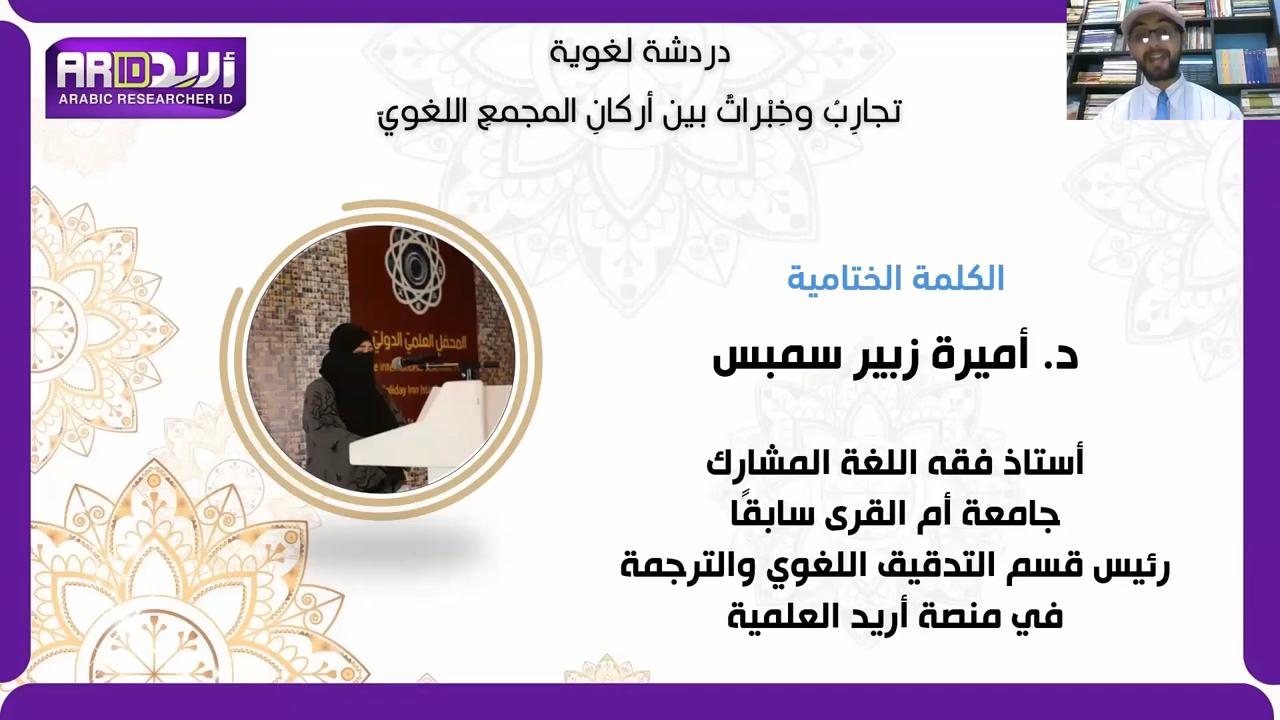 دردشة لغوية
تجارِبُ وخِبْراتٌ بين أركانِ المجمعِ اللغويّ
ARID أريد
ARABIC RESEARCHER ID
الكلمة الختامية
د. أميرة زبير سمبس
أستاذ فقه اللغة المشارك
جامعة أم القرى سابقًا
رئيس قسم التدقيق اللغوي والترجمة
في منصة أريد العلمية
المحفل العلمي الدولي